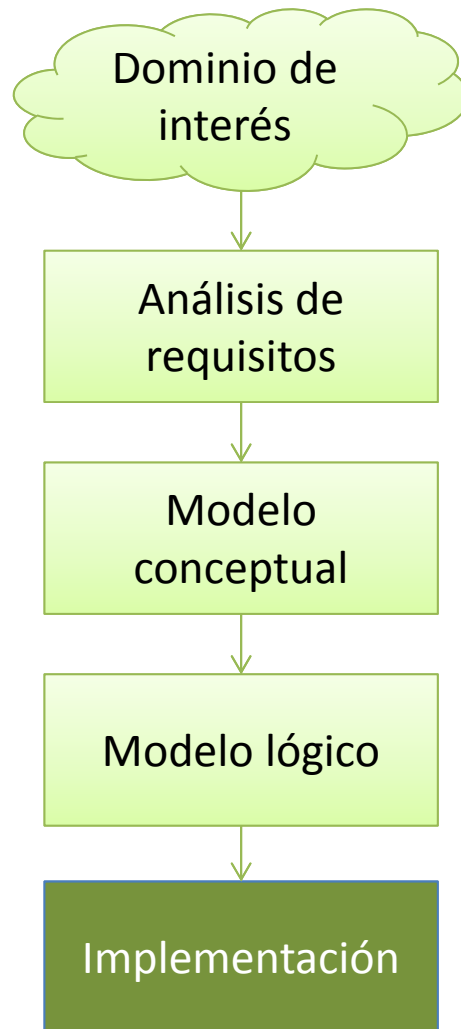 Dominio de
interés
Análisis de
requisitos
Modelo
conceptual
Modelo lógico
Implementación